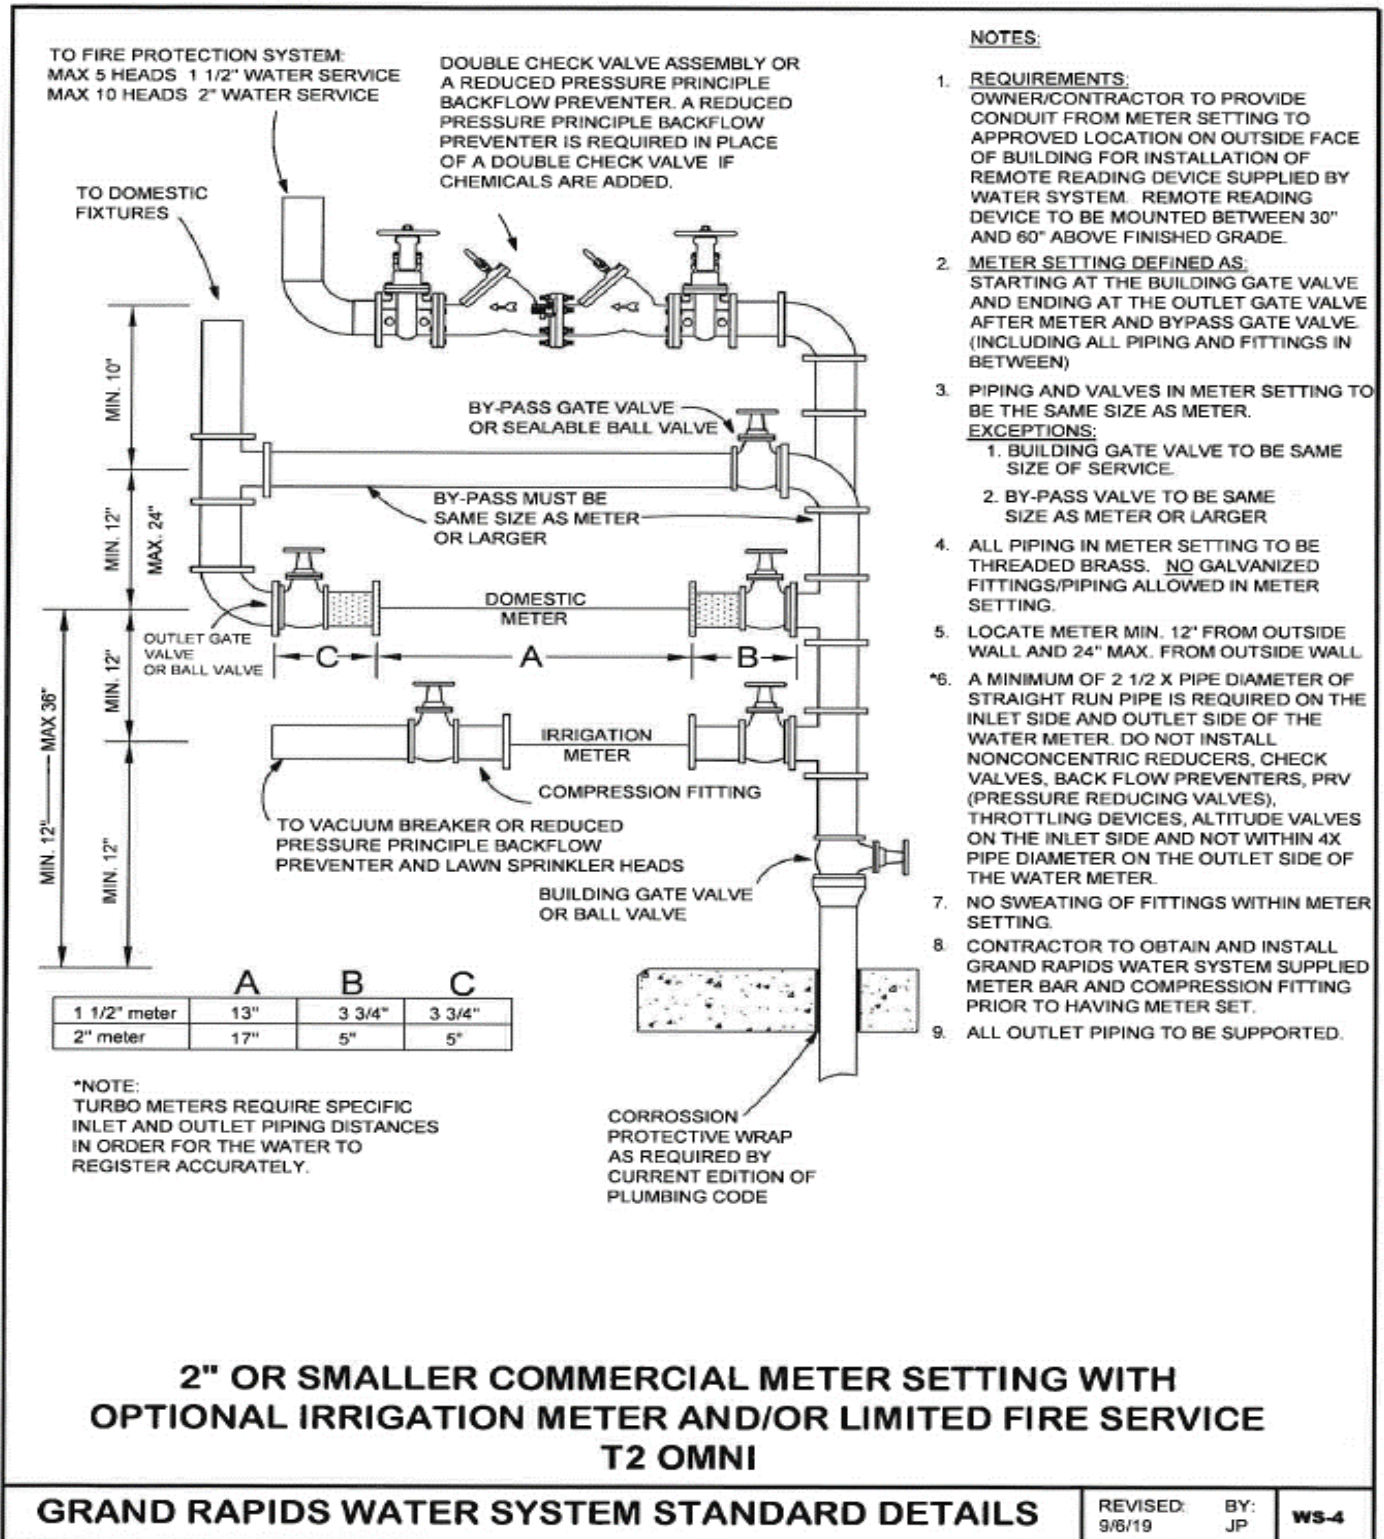 TO FIRE PROTECTION SYSTEM:
MAX 5 HEADS 1 1/2" WATER SERVICE
MAX 10 HEADS 2" WATER SERVICE
DOUBLE CHECK VALVE ASSEMBLY OR
A REDUCED PRESSURE PRINCIPLE
BACKFLOW PREVENTER. A REDUCED
PRESSURE PRINCIPLE BACKFLOW
PREVENTER IS REQUIRED IN PLACE
OF A DOUBLE CHECK VALVE IF
CHEMICALS ARE ADDED.
TO DOMESTIC
FIXTURES
MIN. 10"
BY-PASS GATE VALVE
OR SEALABLE BALL VALVE
BY-PASS MUST BE
SAME SIZE AS METER
OR LARGER
MIN. 12"
MAX. 24"
DOMESTIC
METER
OUTLET GATE
VALVE
OR BALL VALVE
C
A
B
MIN. 12"
MIN. 12" MAX 36"
IRRIGATION
METER
COMPRESSION FITTING
TO VACUUM BREAKER OR REDUCED
PRESSURE PRINCIPLE BACKFLOW
PREVENTER AND LAWN SPRINKLER HEADS
MIN. 12"
BUILDING GATE VALVE
OR BALL VALVE
A B C
1 1/2" meter 13" 3 3/4" 3 3/4"
2" meter 17" 5" 5"
*NOTE:
TURBO METERS REQUIRE SPECIFIC
INLET AND OUTLET PIPING DISTANCES
IN ORDER FOR THE WATER TO
REGISTER ACCURATELY.
CORROSSION
PROTECTIVE WRAP
AS REQUIRED BY
CURRENT EDITION OF
PLUMBING CODE
NOTES:
1. REQUIREMENTS:
OWNER/CONTRACTOR TO PROVIDE
CONDUIT FROM METER SETTING TO
APPROVED LOCATION ON OUTSIDE FACE
OF BUILDING FOR INSTALLATION OF
REMOTE READING DEVICE SUPPLIED BY
WATER SYSTEM. REMOTE READING
DEVICE TO BE MOUNTED BETWEEN 30"
AND 60" ABOVE FINISHED GRADE.
2. METER SETTING DEFINED AS:
STARTING AT THE BUILDING GATE VALVE
AND ENDING AT THE OUTLET GATE VALVE
AFTER METER AND BYPASS GATE VALVE.
(INCLUDING ALL PIPING AND FITTINGS IN
BETWEEN)
3. PIPING AND VALVES IN METER SETTING TO
BE THE SAME SIZE AS METER.
EXCEPTIONS:
1. BUILDING GATE VALVE TO BE SAME
SIZE OF SERVICE.
2. BY-PASS VALVE TO BE SAME
SIZE AS METER OR LARGER
4. ALL PIPING IN METER SETTING TO BE
THREADED BRASS. NO GALVANIZED
FITTINGS/PIPING ALLOWED IN METER
SETTING.
5. LOCATE METER MIN. 12" FROM OUTSIDE
WALL AND 24" MAX. FROM OUTSIDE WALL
*6. A MINIMUM OF 2 1/2 X PIPE DIAMETER OF
STRAIGHT RUN PIPE IS REQUIRED ON THE
INLET SIDE AND OUTLET SIDE OF THE
WATER METER. DO NOT INSTALL
NONCONCENTRIC REDUCERS, CHECK
VALVES, BACK FLOW PREVENTERS, PRV
(PRESSURE REDUCING VALVES),
THROTTLING DEVICES, ALTITUDE VALVES
ON THE INLET SIDE AND NOT WITHIN 4X
PIPE DIAMETER ON THE OUTLET SIDE OF
THE WATER METER.
7. NO SWEATING OF FITTINGS WITHIN METER
SETTING.
8. CONTRACTOR TO OBTAIN AND INSTALL
GRAND RAPIDS WATER SYSTEM SUPPLIED
METER BAR AND COMPRESSION FITTING
PRIOR TO HAVING METER SET.
9. ALL OUTLET PIPING TO BE SUPPORTED.
2" OR SMALLER COMMERCIAL METER SETTING WITH
OPTIONAL IRRIGATION METER AND/OR LIMITED FIRE SERVICE
T2 OMNI
GRAND RAPIDS WATER SYSTEM STANDARD DETAILS
REVISED: BY:
9/6/19 JP
WS-4